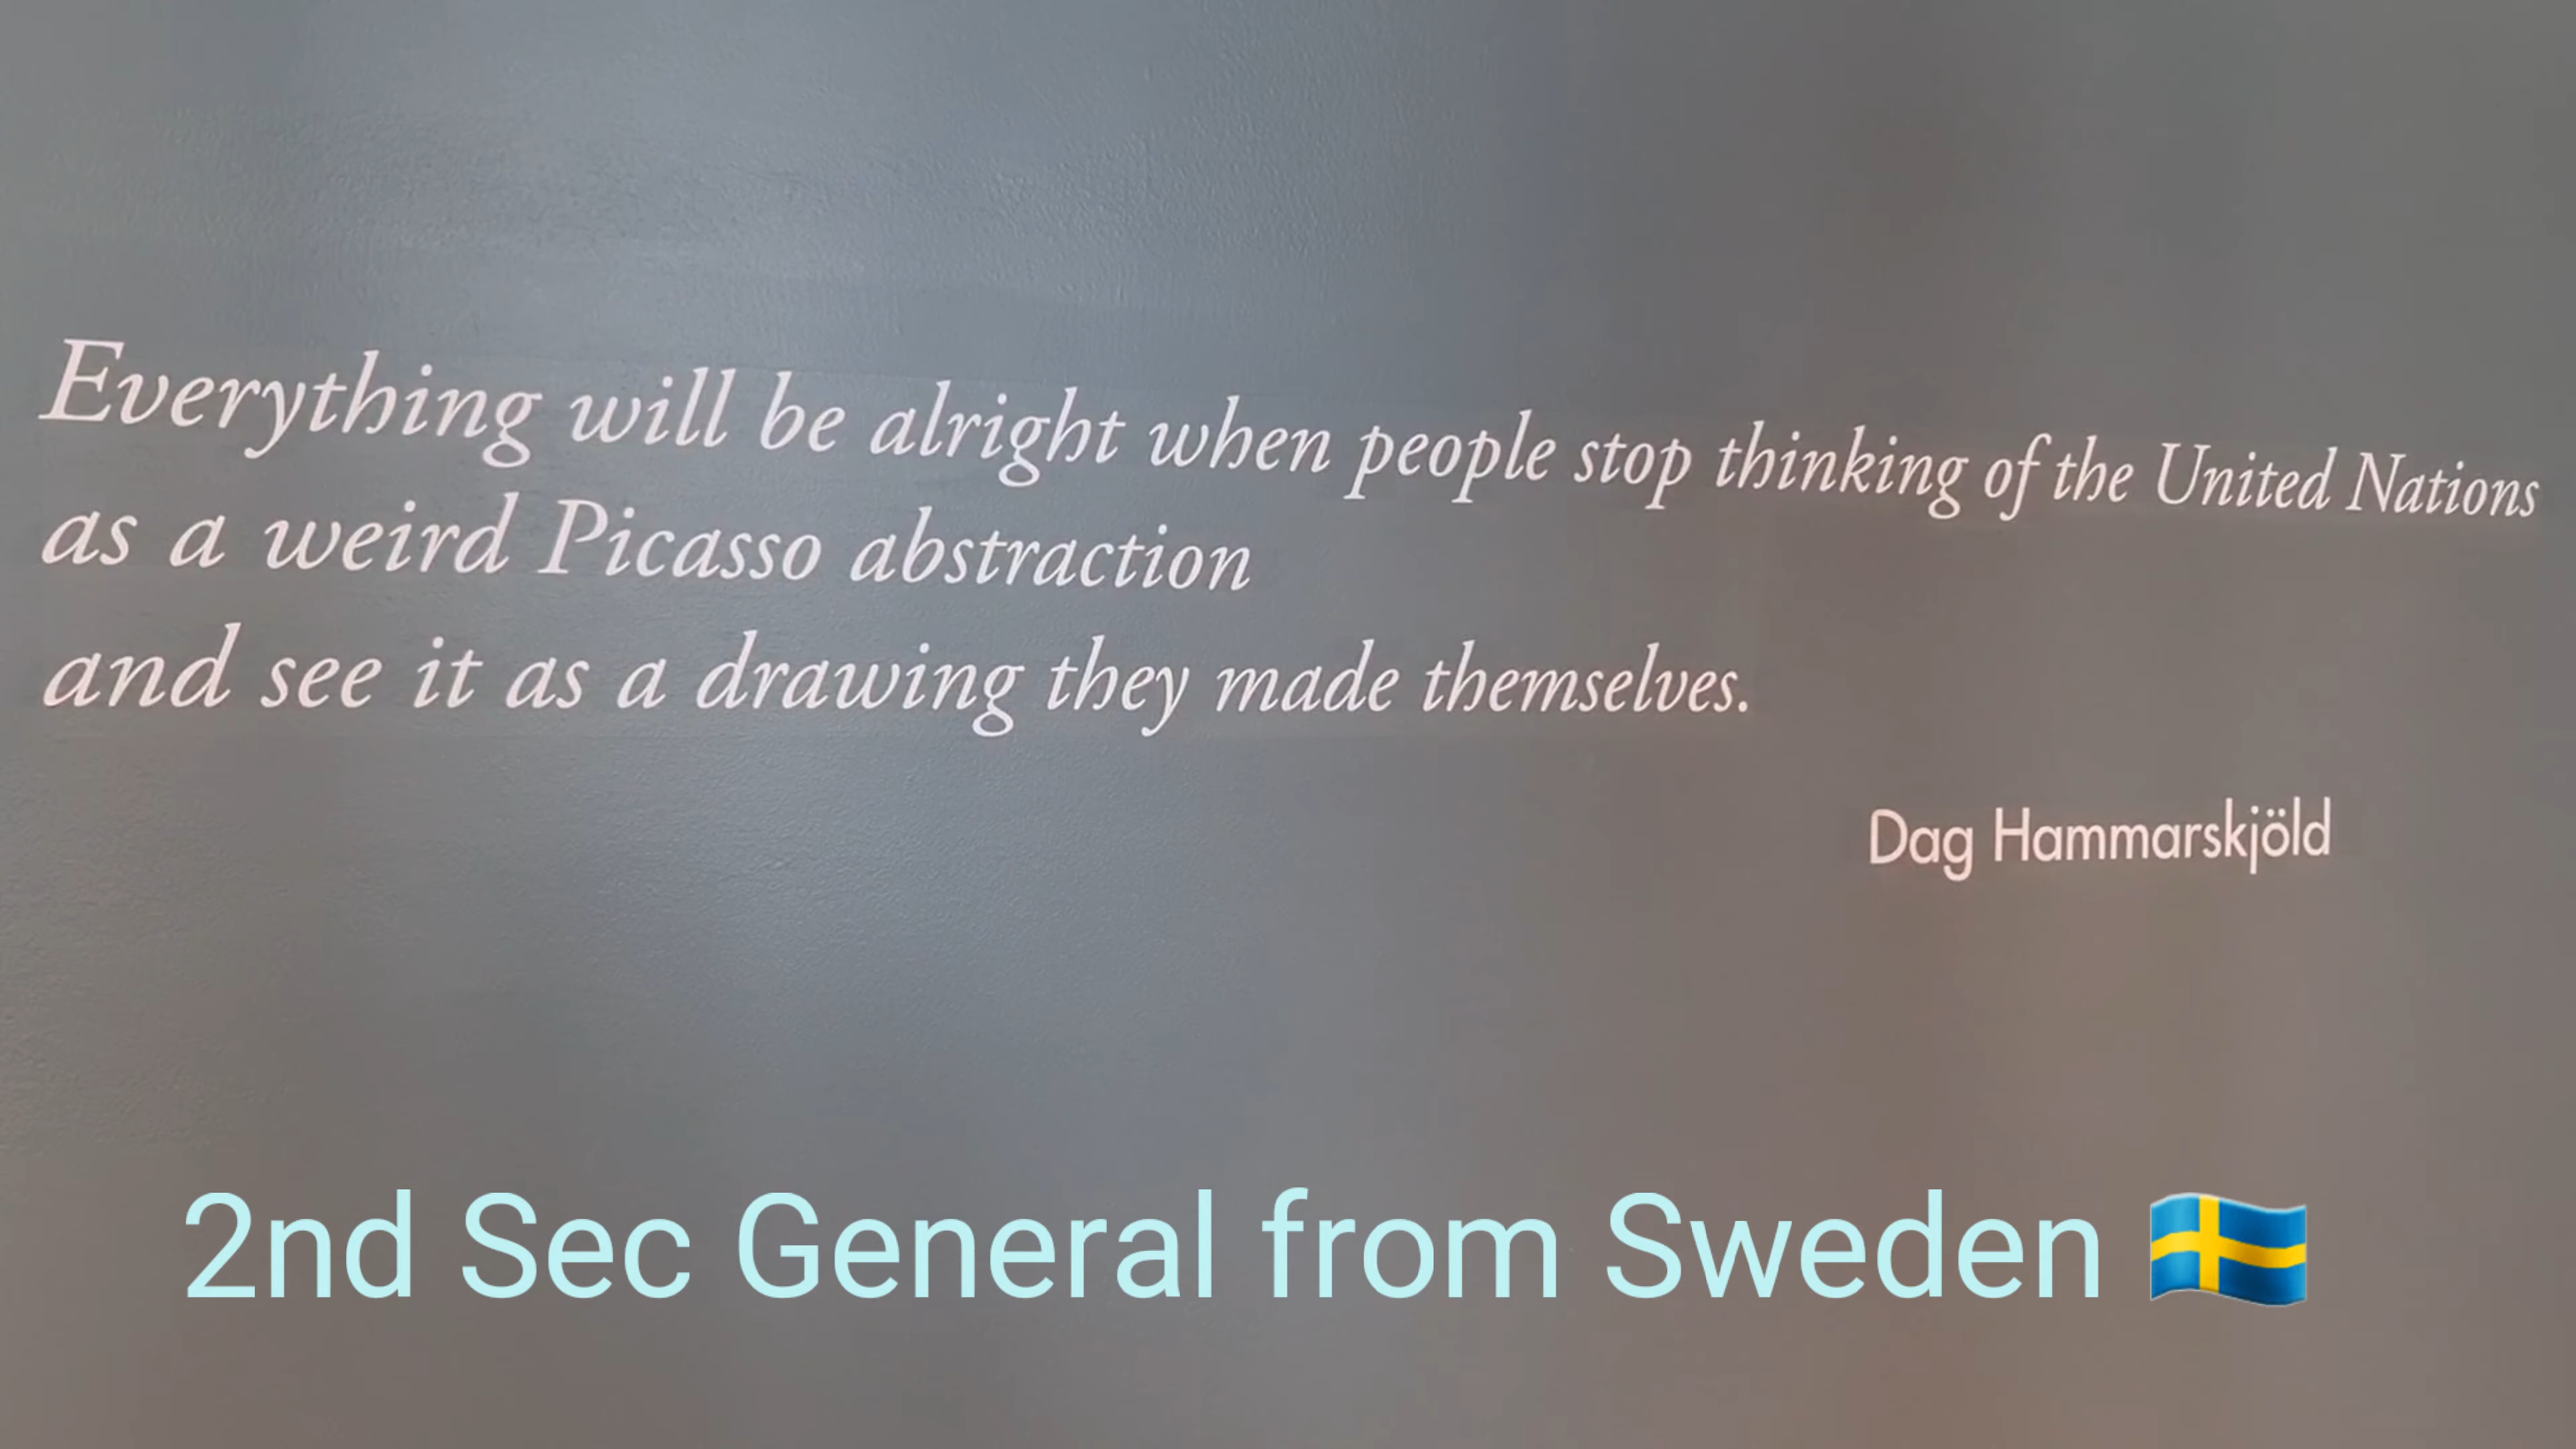 Everything will be alright when people stop thinking of the United Nations
as a weird Picasso abstraction
and see it as a drawing they made themselves.
Dag Hammarskjöld
2nd Sec General from Sweden 🇸🇪